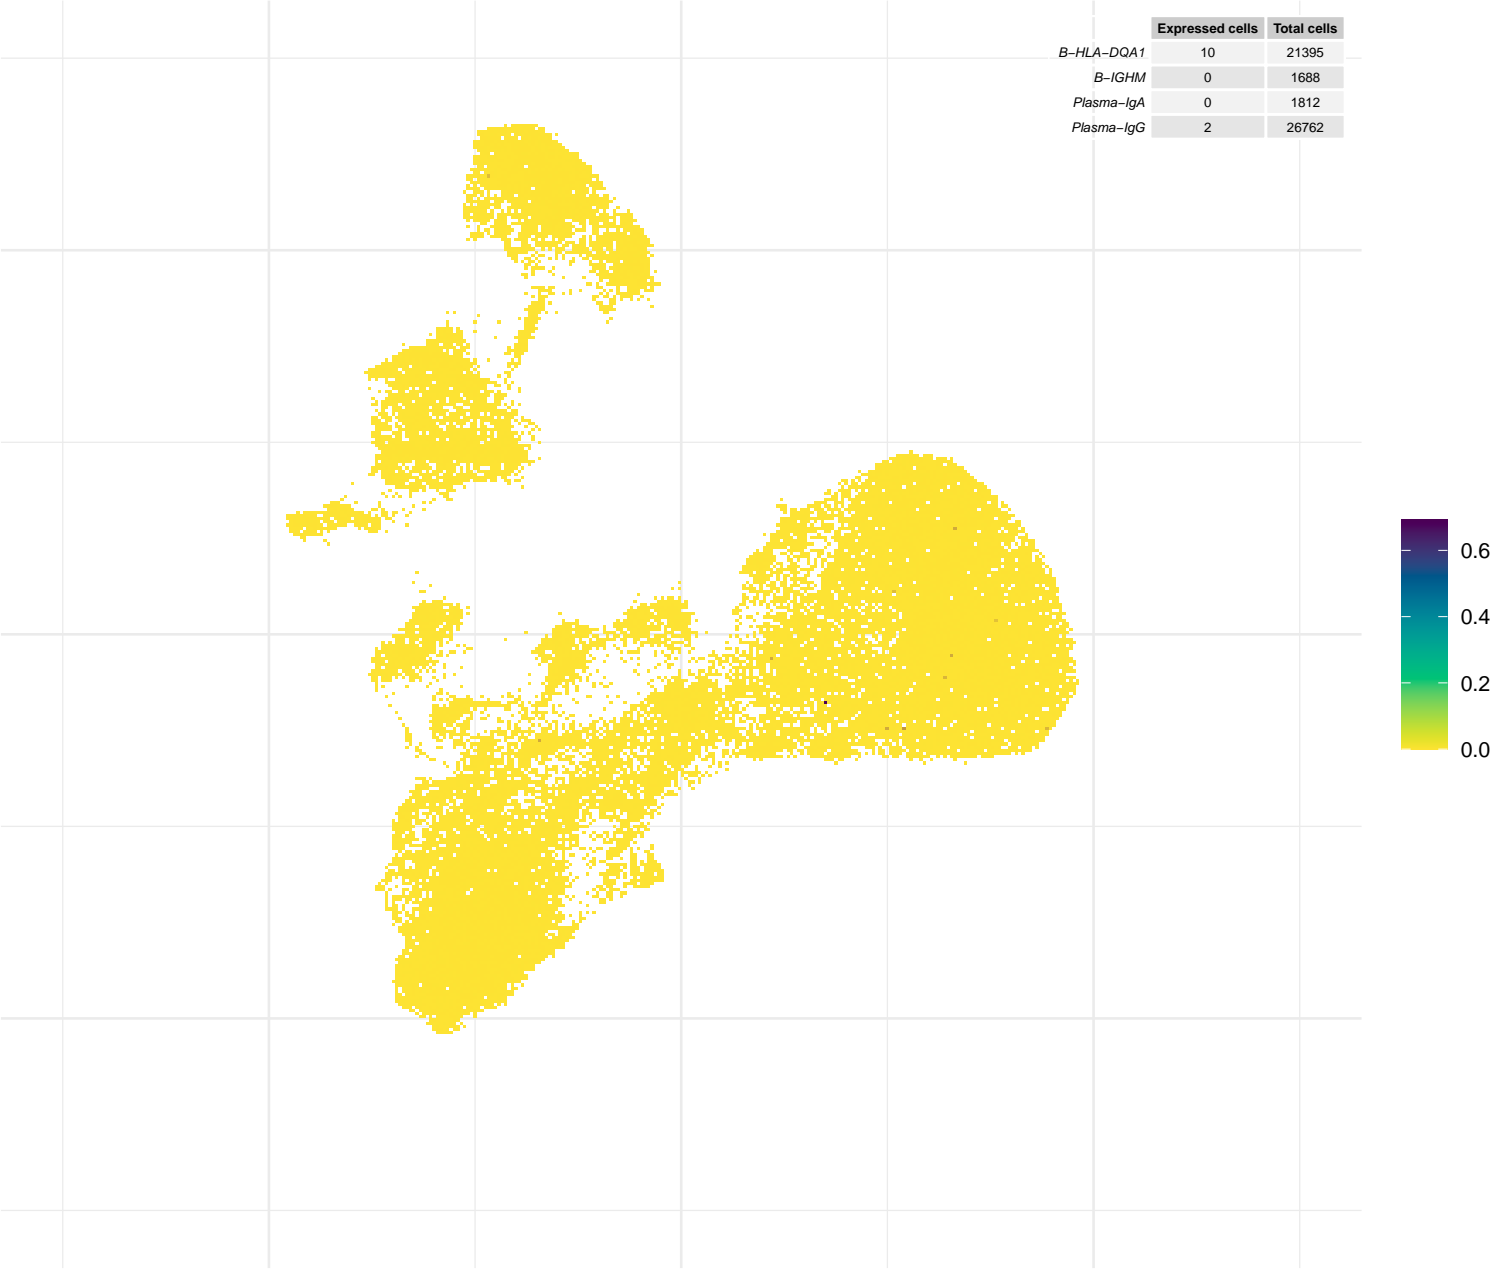 Expressed cells Total cells
B−HLA−DQA1 10 21395
B−IGHM 0 1688
Plasma−IgA 0 1812
Plasma−IgG 2 26762
0.6
0.4
0.2
0.0